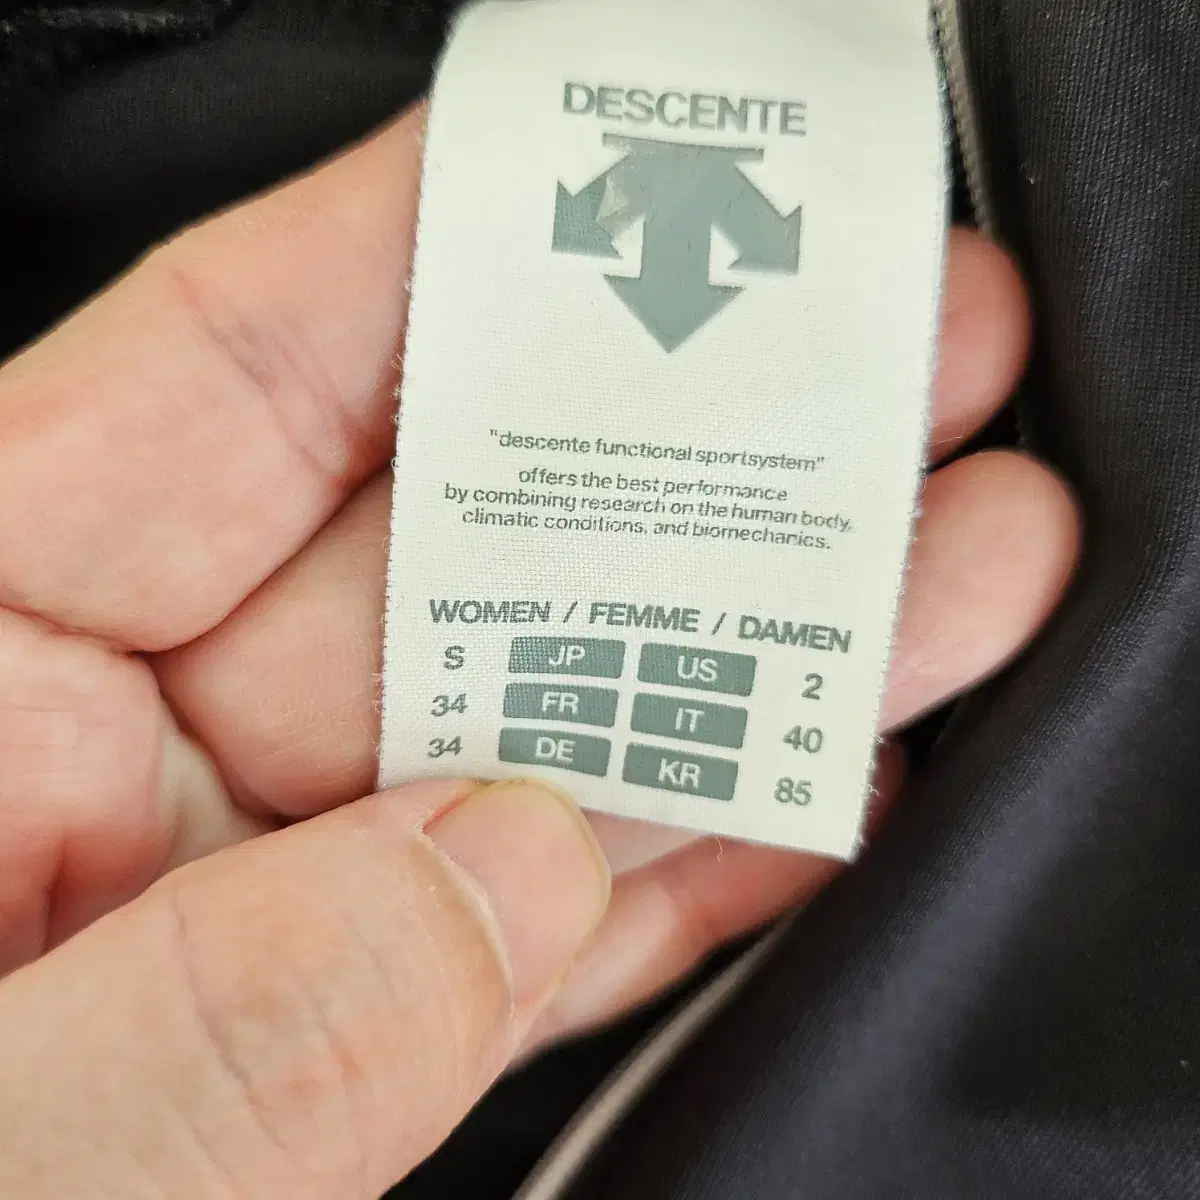 DESCENTE
"descente functional sportsystem"
offers the best performance
by combining research on the human body,
climatic conditions, and biomechanics.
WOMEN / FEMME / DAMEN
S JP US 2
34 FR IT 40
34 DE KR 85